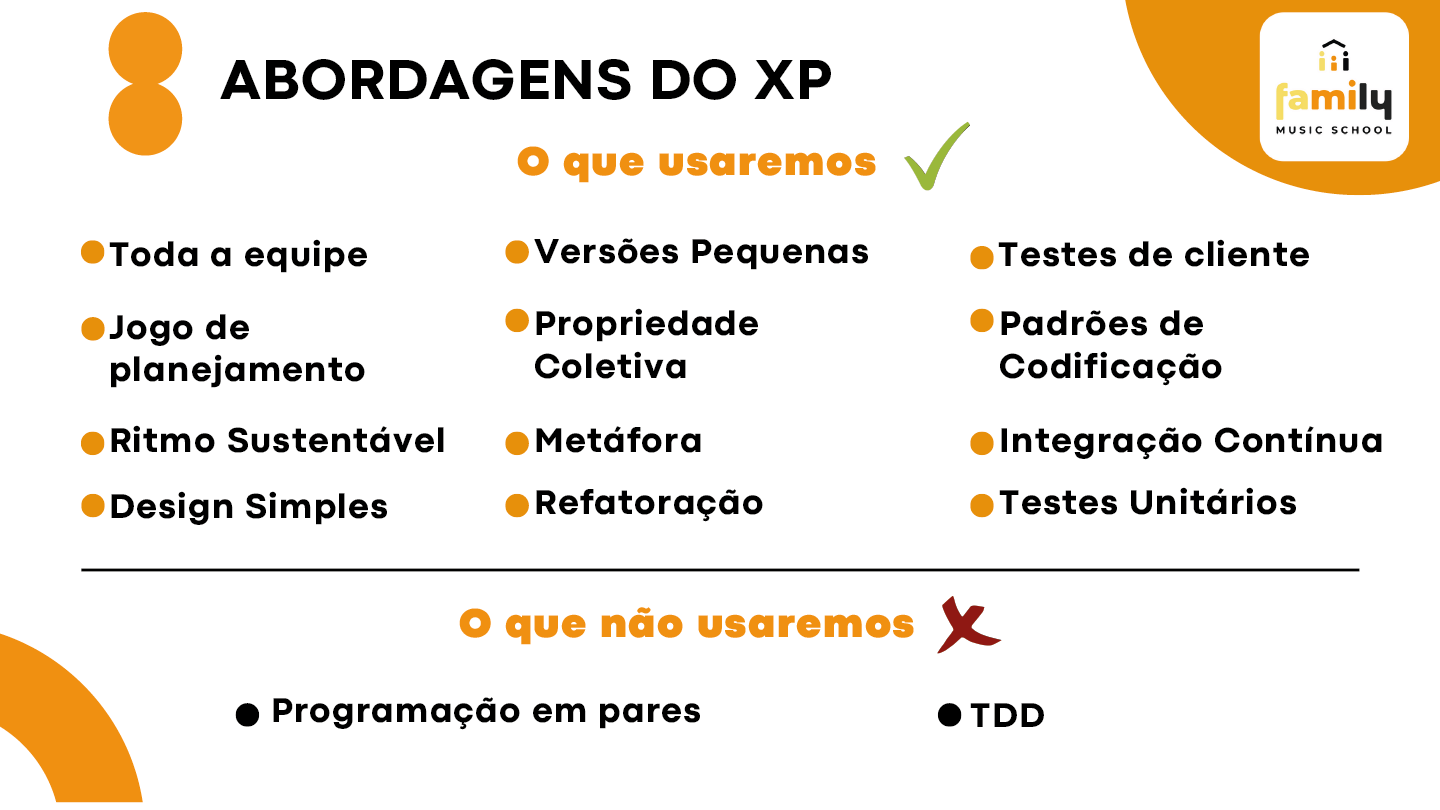 ABORDAGENS DO XP
family
MUSIC SCHOOL
O que usaremos
Toda a equipe
Jogo de
planejamento
Ritmo Sustentável
Design Simples
Versões Pequenas
Propriedade
Coletiva
Metáfora
Refatoração
Testes de cliente
Padrões de
Codificação
Integração Contínua
Testes Unitários
O que não usaremos
Programação em pares
TDD